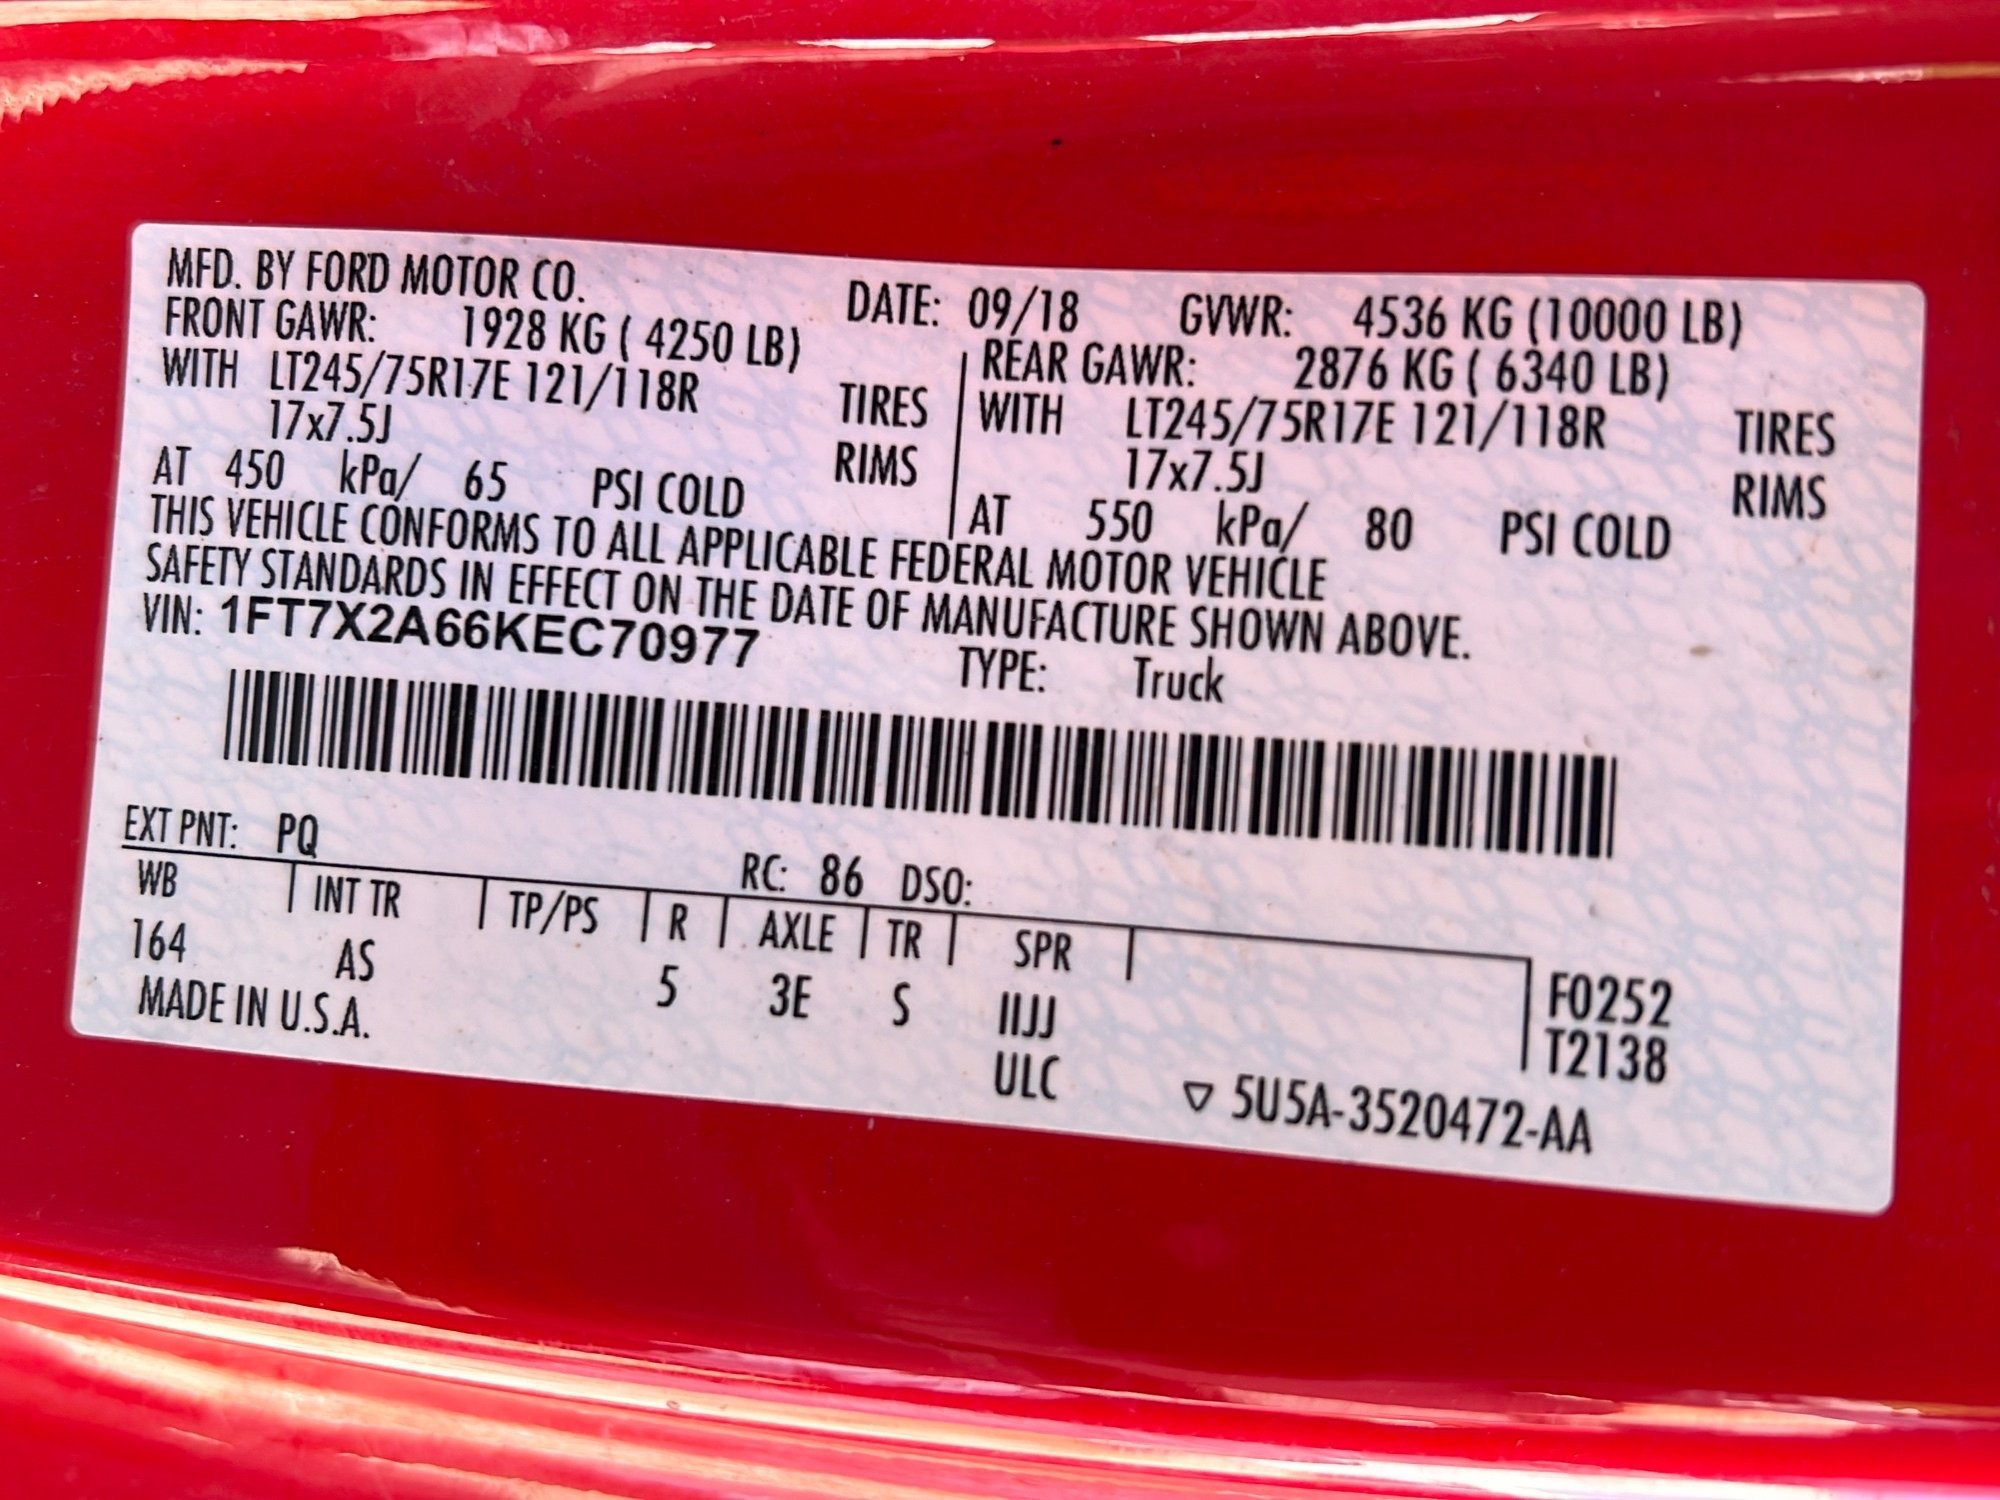 MFD. BY FORD MOTOR CO.
DATE: 09/18 GVWR: 4536 KG (10000 LB)
FRONT GAWR: 1928 KG ( 4250 LB)
WITH LT245/75R17E 121/118R TIRES
17x7.5J RIMS
AT 450 kPa/ 65 PSI COLD
REAR GAWR: 2876 KG ( 6340 LB)
WITH LT245/75R17E 121/118R TIRES
17x7.5J RIMS
AT 550 kPa/ 80 PSI COLD
THIS VEHICLE CONFORMS TO ALL APPLICABLE FEDERAL MOTOR VEHICLE
SAFETY STANDARDS IN EFFECT ON THE DATE OF MANUFACTURE SHOWN ABOVE.
VIN: 1FT7X2A66KEC70977 TYPE: Truck
EXT PNT: PQ RC: 86 DSO:
WB INT TR TP/PS R AXLE TR SPR
164 AS 5 3E S IIJJ F0252
MADE IN U.S.A. ULC T2138
▽ 5U5A-3520472-AA